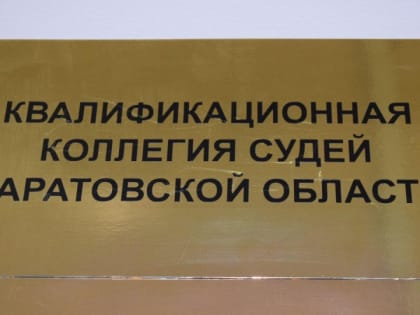 КВАЛИФИКАЦИОННАЯ
КОЛЛЕГИЯ СУДЕЙ
АРАТОВСКОЙ ОБЛАСТ